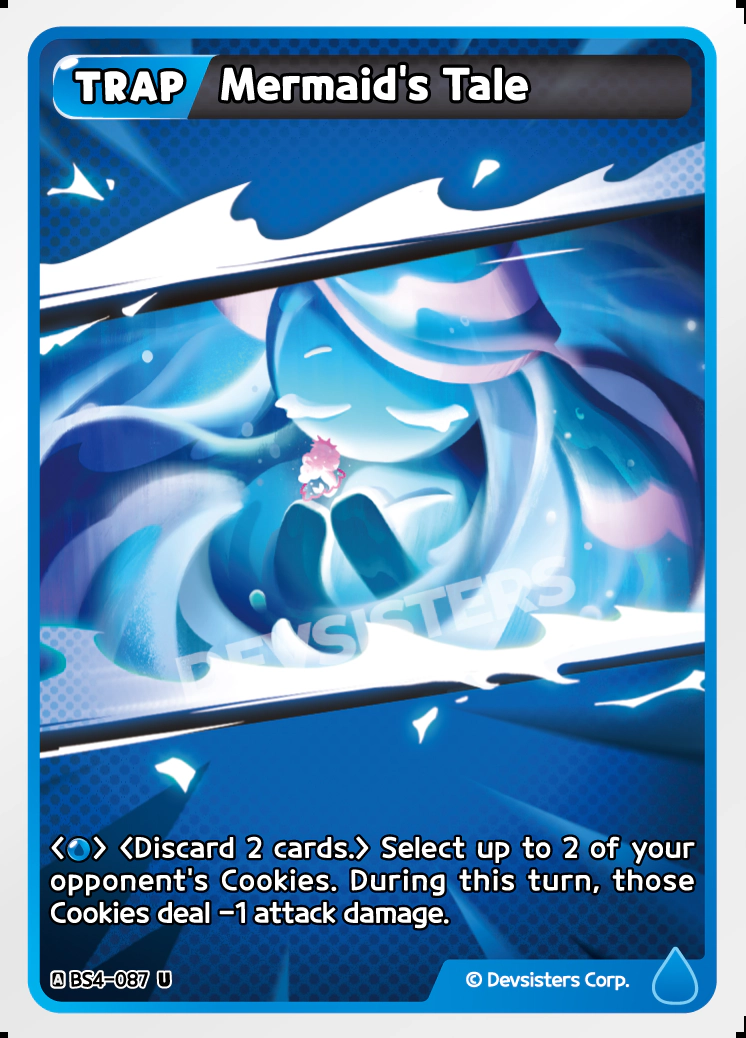 TRAP Mermaid's Tale
DEVSISTERS
<💧> <Discard 2 cards.> Select up to 2 of your
opponent's Cookies. During this turn, those
Cookies deal -1 attack damage.
A BS4-087 U
© Devsisters Corp.